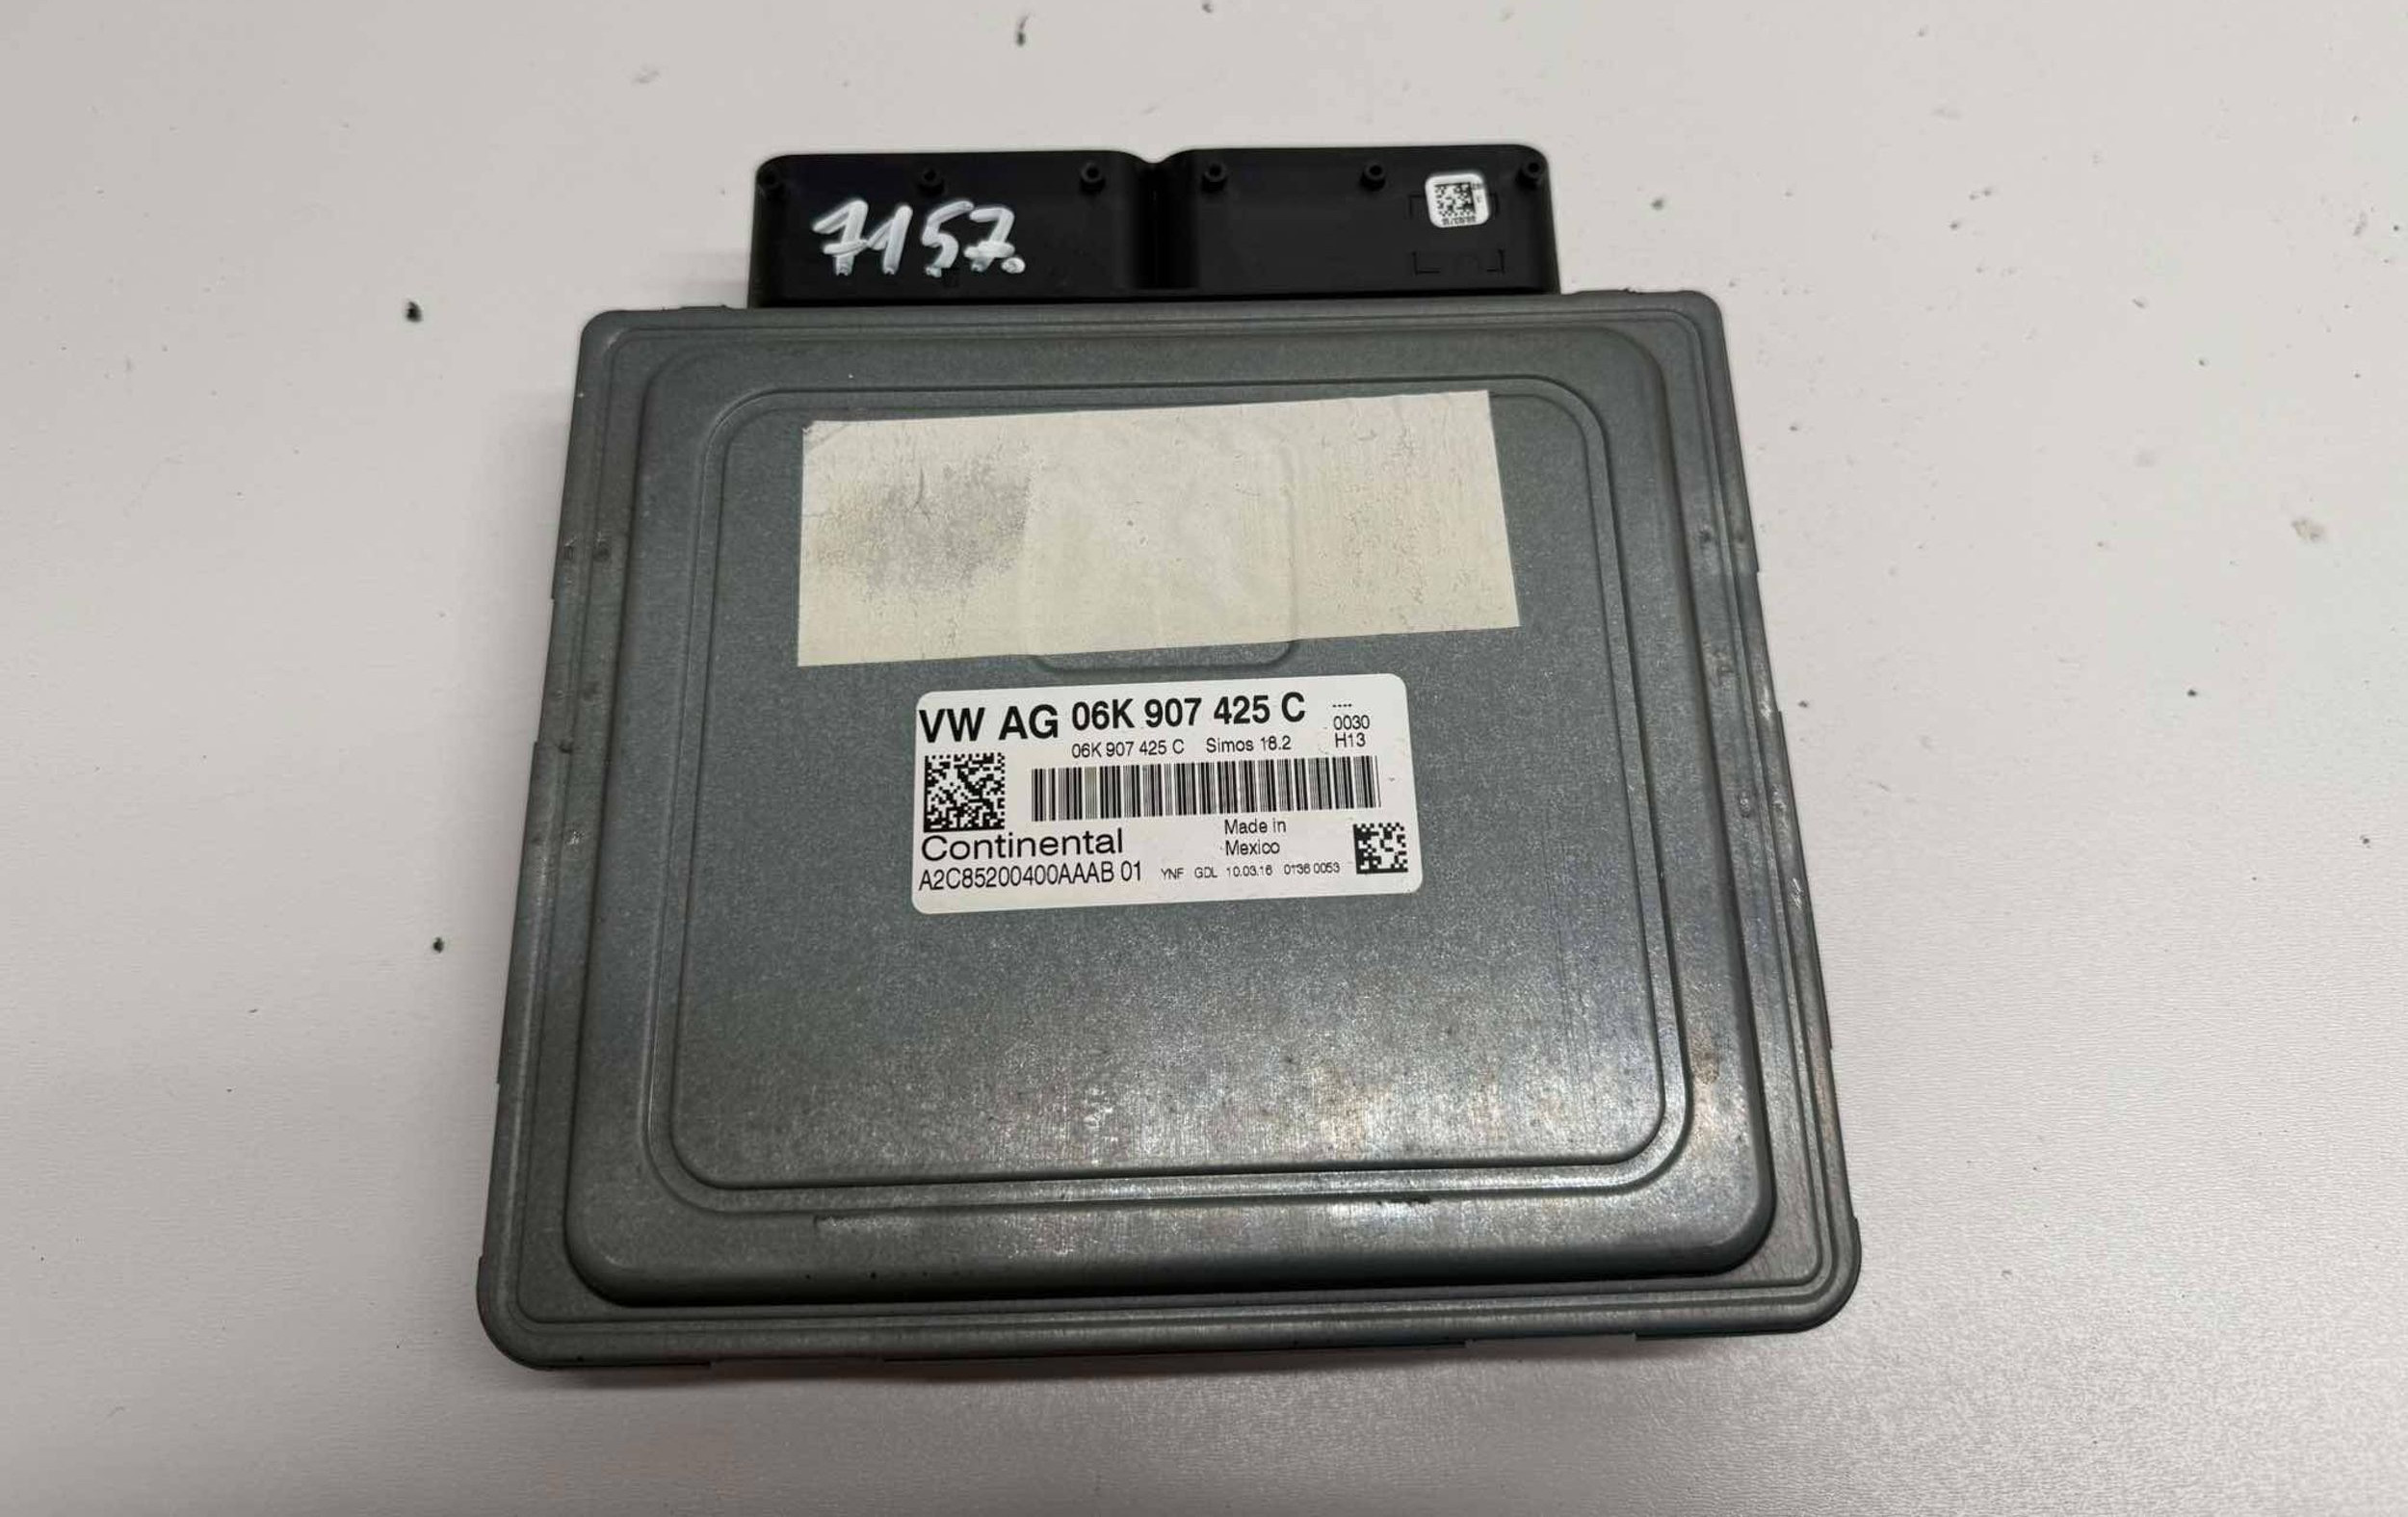 7157.
VW AG 06K 907 425 C
----
0030
06K 907 425 C Simos 18.2
H13
Continental
Made in
Mexico
A2C85200400AAAB 01
YNF GDL 10.03.16 0136 0053